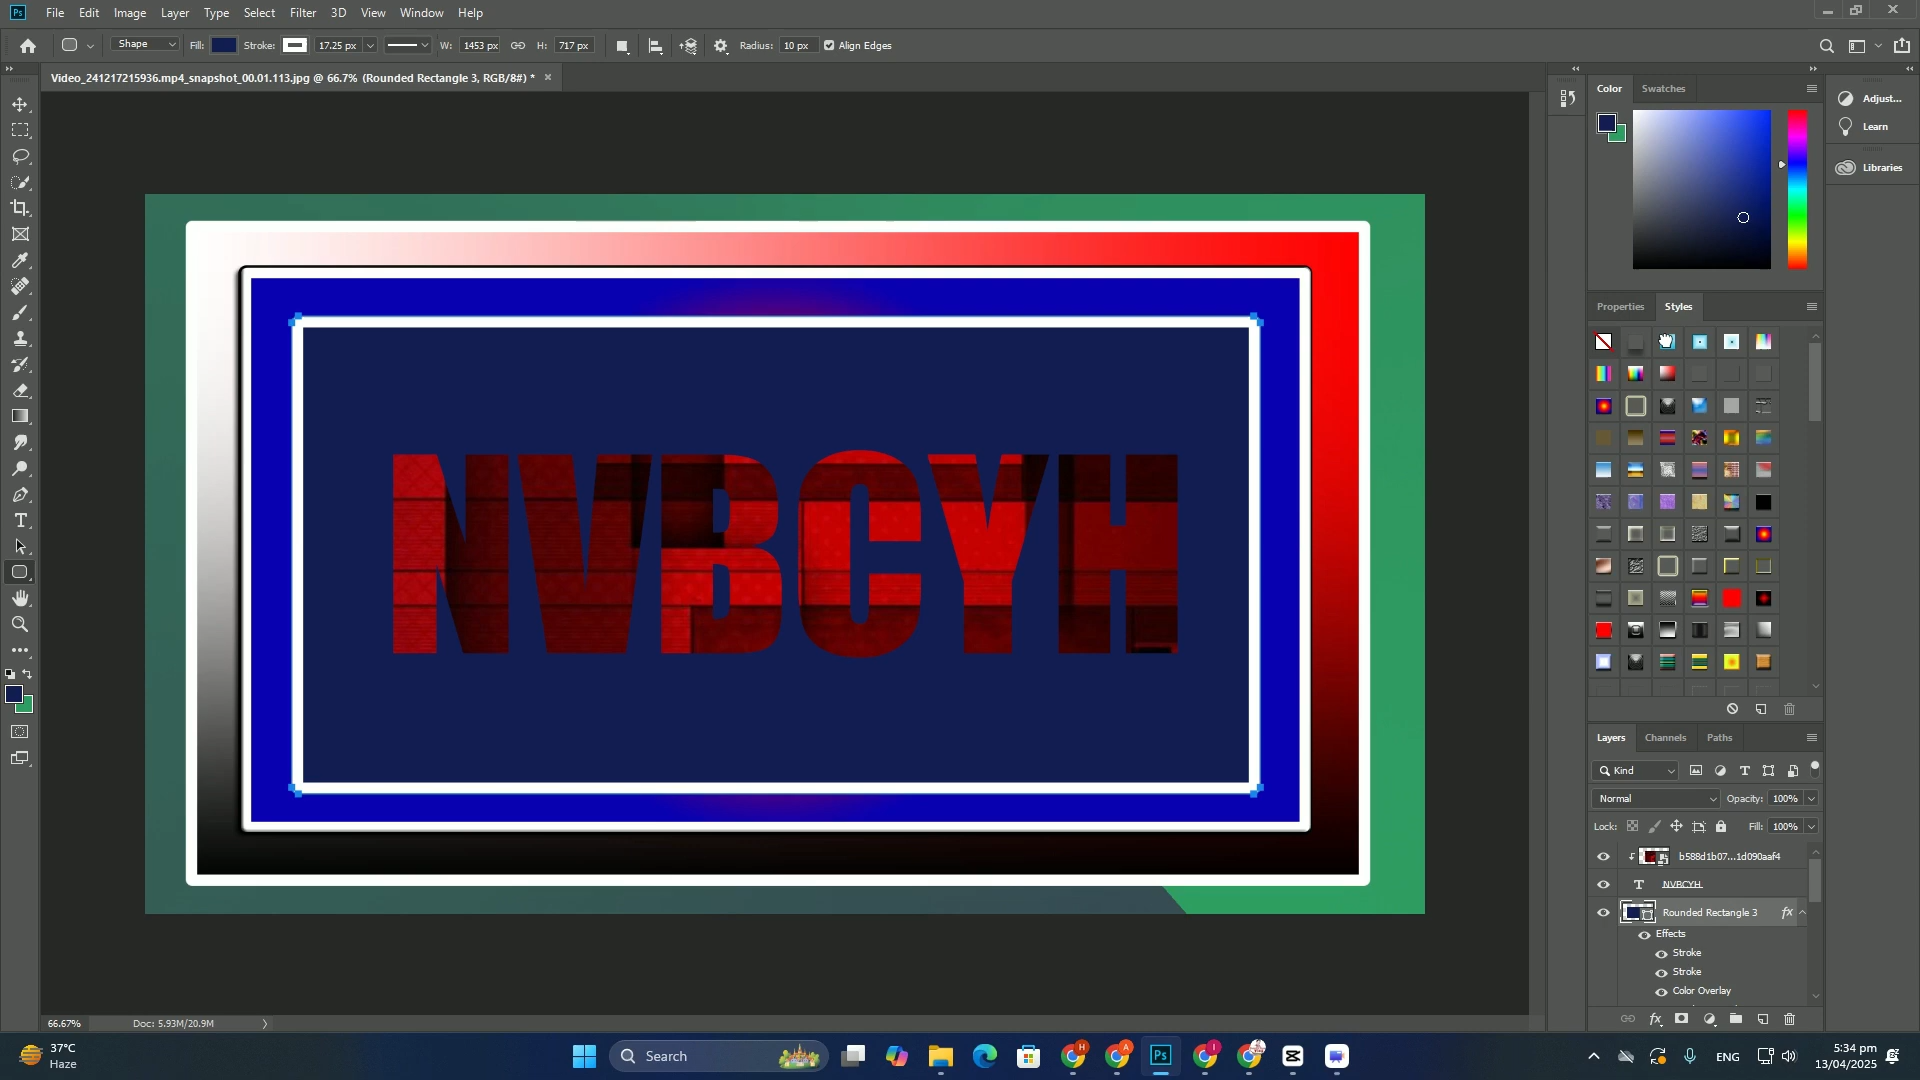 Ps File Edit Image Layer Type Select Filter 3D View Window Help
Shape Fill: Stroke: 17.25 px W: 1453 px H: 717 px Radius: 10 px Align Edges
Video_241217215936.mp4_snapshot_00.01.113.jpg @ 66.7% (Rounded Rectangle 3, RGB/8#) *
Color Swatches
Adjust...
Learn
Libraries
Properties Styles
NVBCYH
Layers Channels Paths
Kind
Normal Opacity: 100%
Lock: Fill: 100%
b588d1b07...1d090aaf4
NVBCYH
Rounded Rectangle 3 fx
Effects
Stroke
Stroke
Color Overlay
fx
66.67% Doc: 5.93M/20.9M
37°C
Haze
Search
Ps
ENG
5:34 pm
13/04/2025